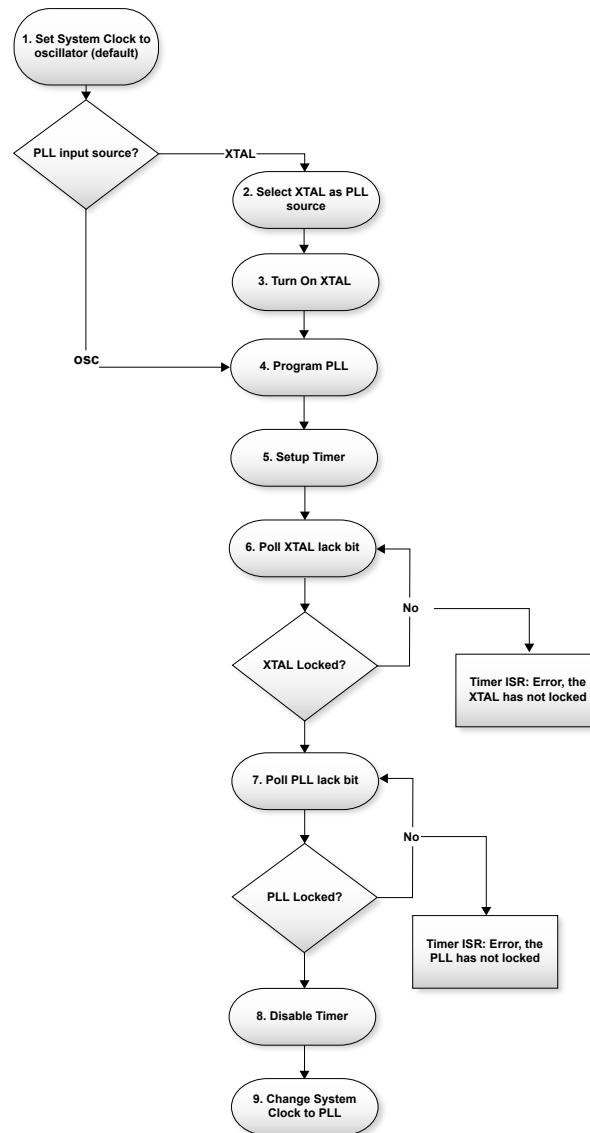 1. Set System Clock to
oscillator (default)
PLL input source?
XTAL
2. Select XTAL as PLL
source
3. Turn On XTAL
OSC
4. Program PLL
5. Setup Timer
6. Poll XTAL lack bit
No
XTAL Locked?
Timer ISR: Error, the
XTAL has not locked
7. Poll PLL lack bit
No
PLL Locked?
Timer ISR: Error, the
PLL has not locked
8. Disable Timer
9. Change System
Clock to PLL